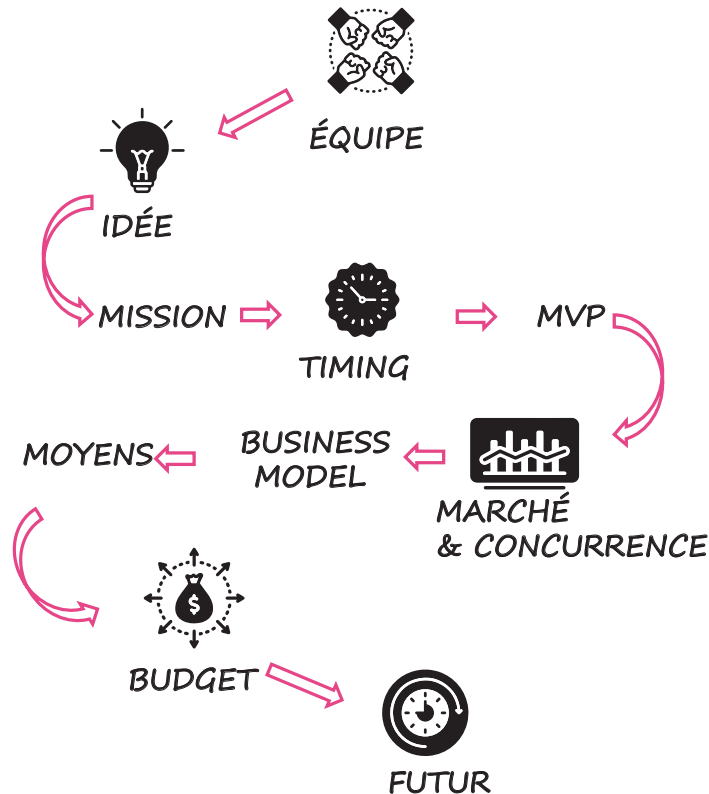 ÉQUIPE
IDÉE
MISSION
TIMING
MVP
MARCHÉ
& CONCURRENCE
BUSINESS
MODEL
MOYENS
$
BUDGET
FUTUR